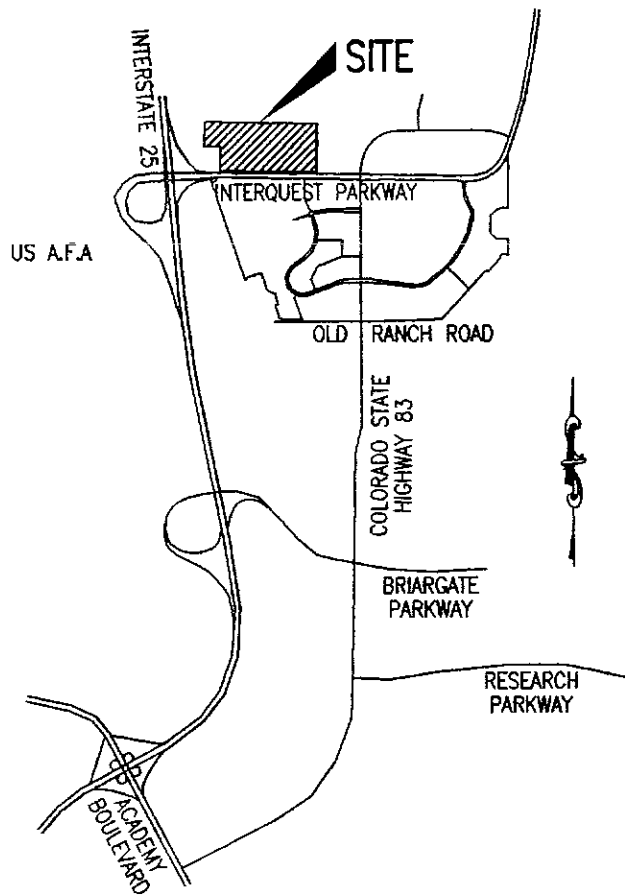 SITE
INTERSTATE 25
INTERQUEST PARKWAY
US A.F.A
OLD RANCH ROAD
COLORADO STATE
HIGHWAY 83
BRIARGATE
PARKWAY
RESEARCH
PARKWAY
ACADEMY
BOULEVARD